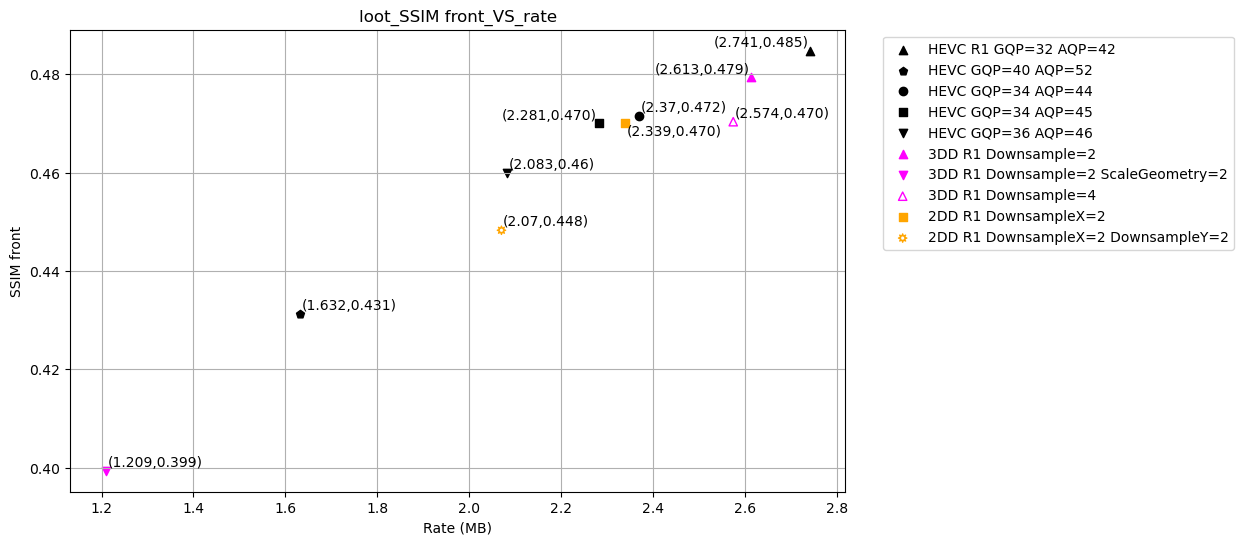 loot_SSIM front_VS_rate
(2.741,0.485)
(2.613,0.479)
(2.37,0.472)
(2.281,0.470)
(2.574,0.470)
(2.339,0.470)
(2.083,0.46)
(2.07,0.448)
(1.632,0.431)
(1.209,0.399)
SSIM front
0.48
0.46
0.44
0.42
0.40
1.2 1.4 1.6 1.8 2.0 2.2 2.4 2.6 2.8
Rate (MB)
HEVC R1 GQP=32 AQP=42
HEVC GQP=40 AQP=52
HEVC GQP=34 AQP=44
HEVC GQP=34 AQP=45
HEVC GQP=36 AQP=46
3DD R1 Downsample=2
3DD R1 Downsample=2 ScaleGeometry=2
3DD R1 Downsample=4
2DD R1 DownsampleX=2
2DD R1 DownsampleX=2 DownsampleY=2